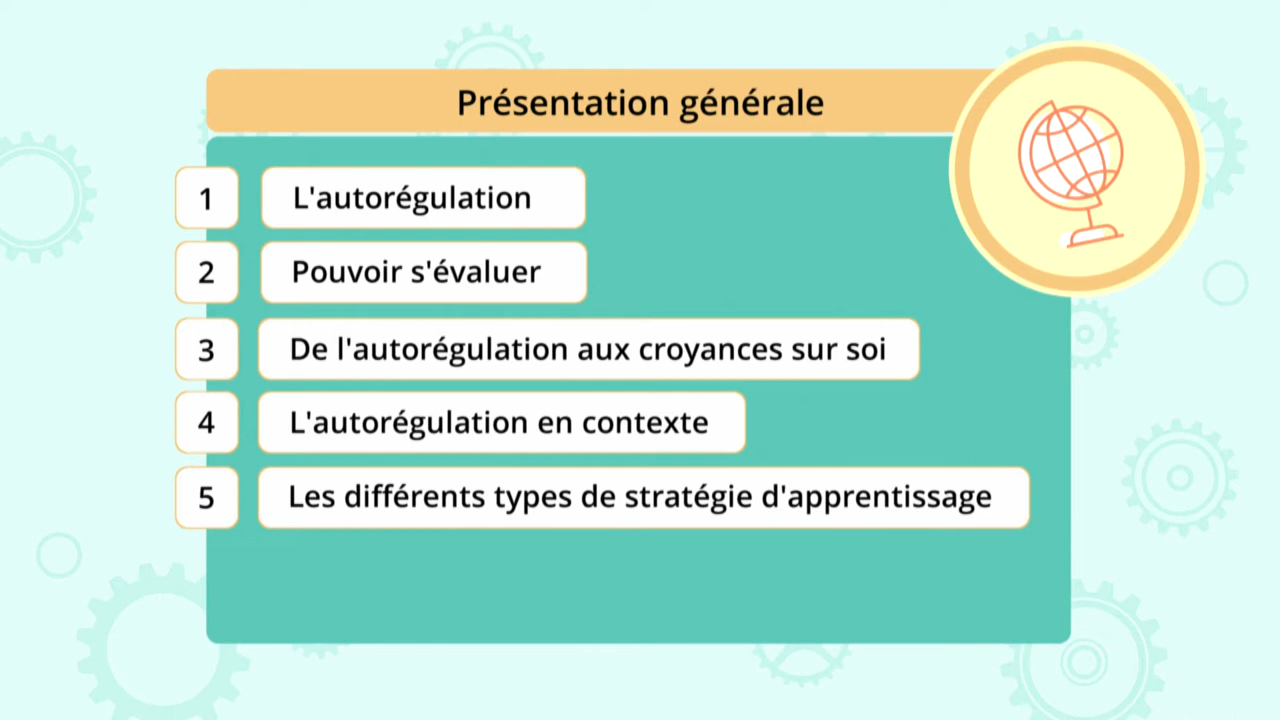 Présentation générale
1 L'autorégulation
2 Pouvoir s'évaluer
3 De l'autorégulation aux croyances sur soi
4 L'autorégulation en contexte
5 Les différents types de stratégie d'apprentissage